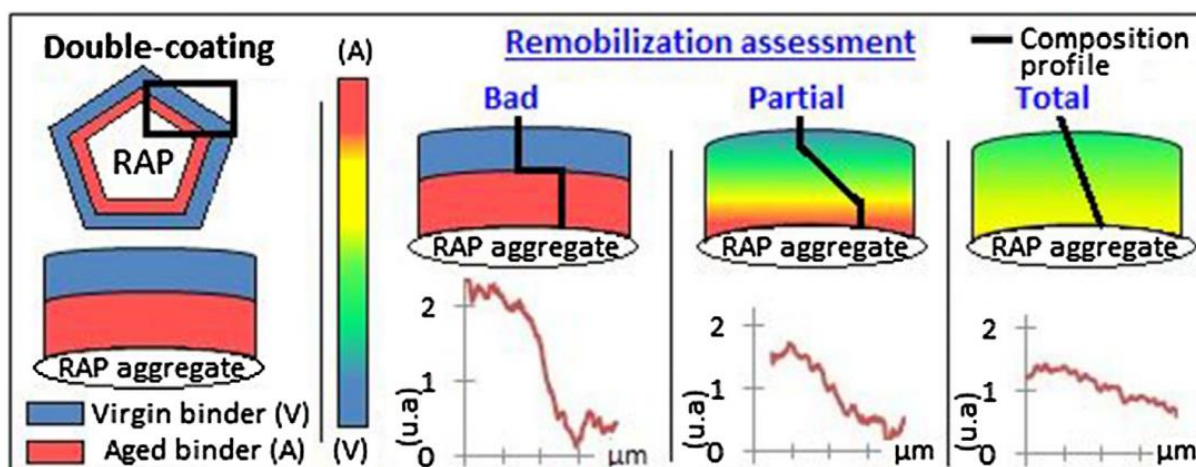 Double-coating
RAP
RAP aggregate
Virgin binder (V)
Aged binder (A)
(A)
(V)
Remobilization assessment
Composition
profile
Bad
Partial
Total
RAP aggregate
RAP aggregate
RAP aggregate
2
1
0
(u.a)
µm
2
1
0
(u.a)
µm
2
1
0
(u.a)
µm